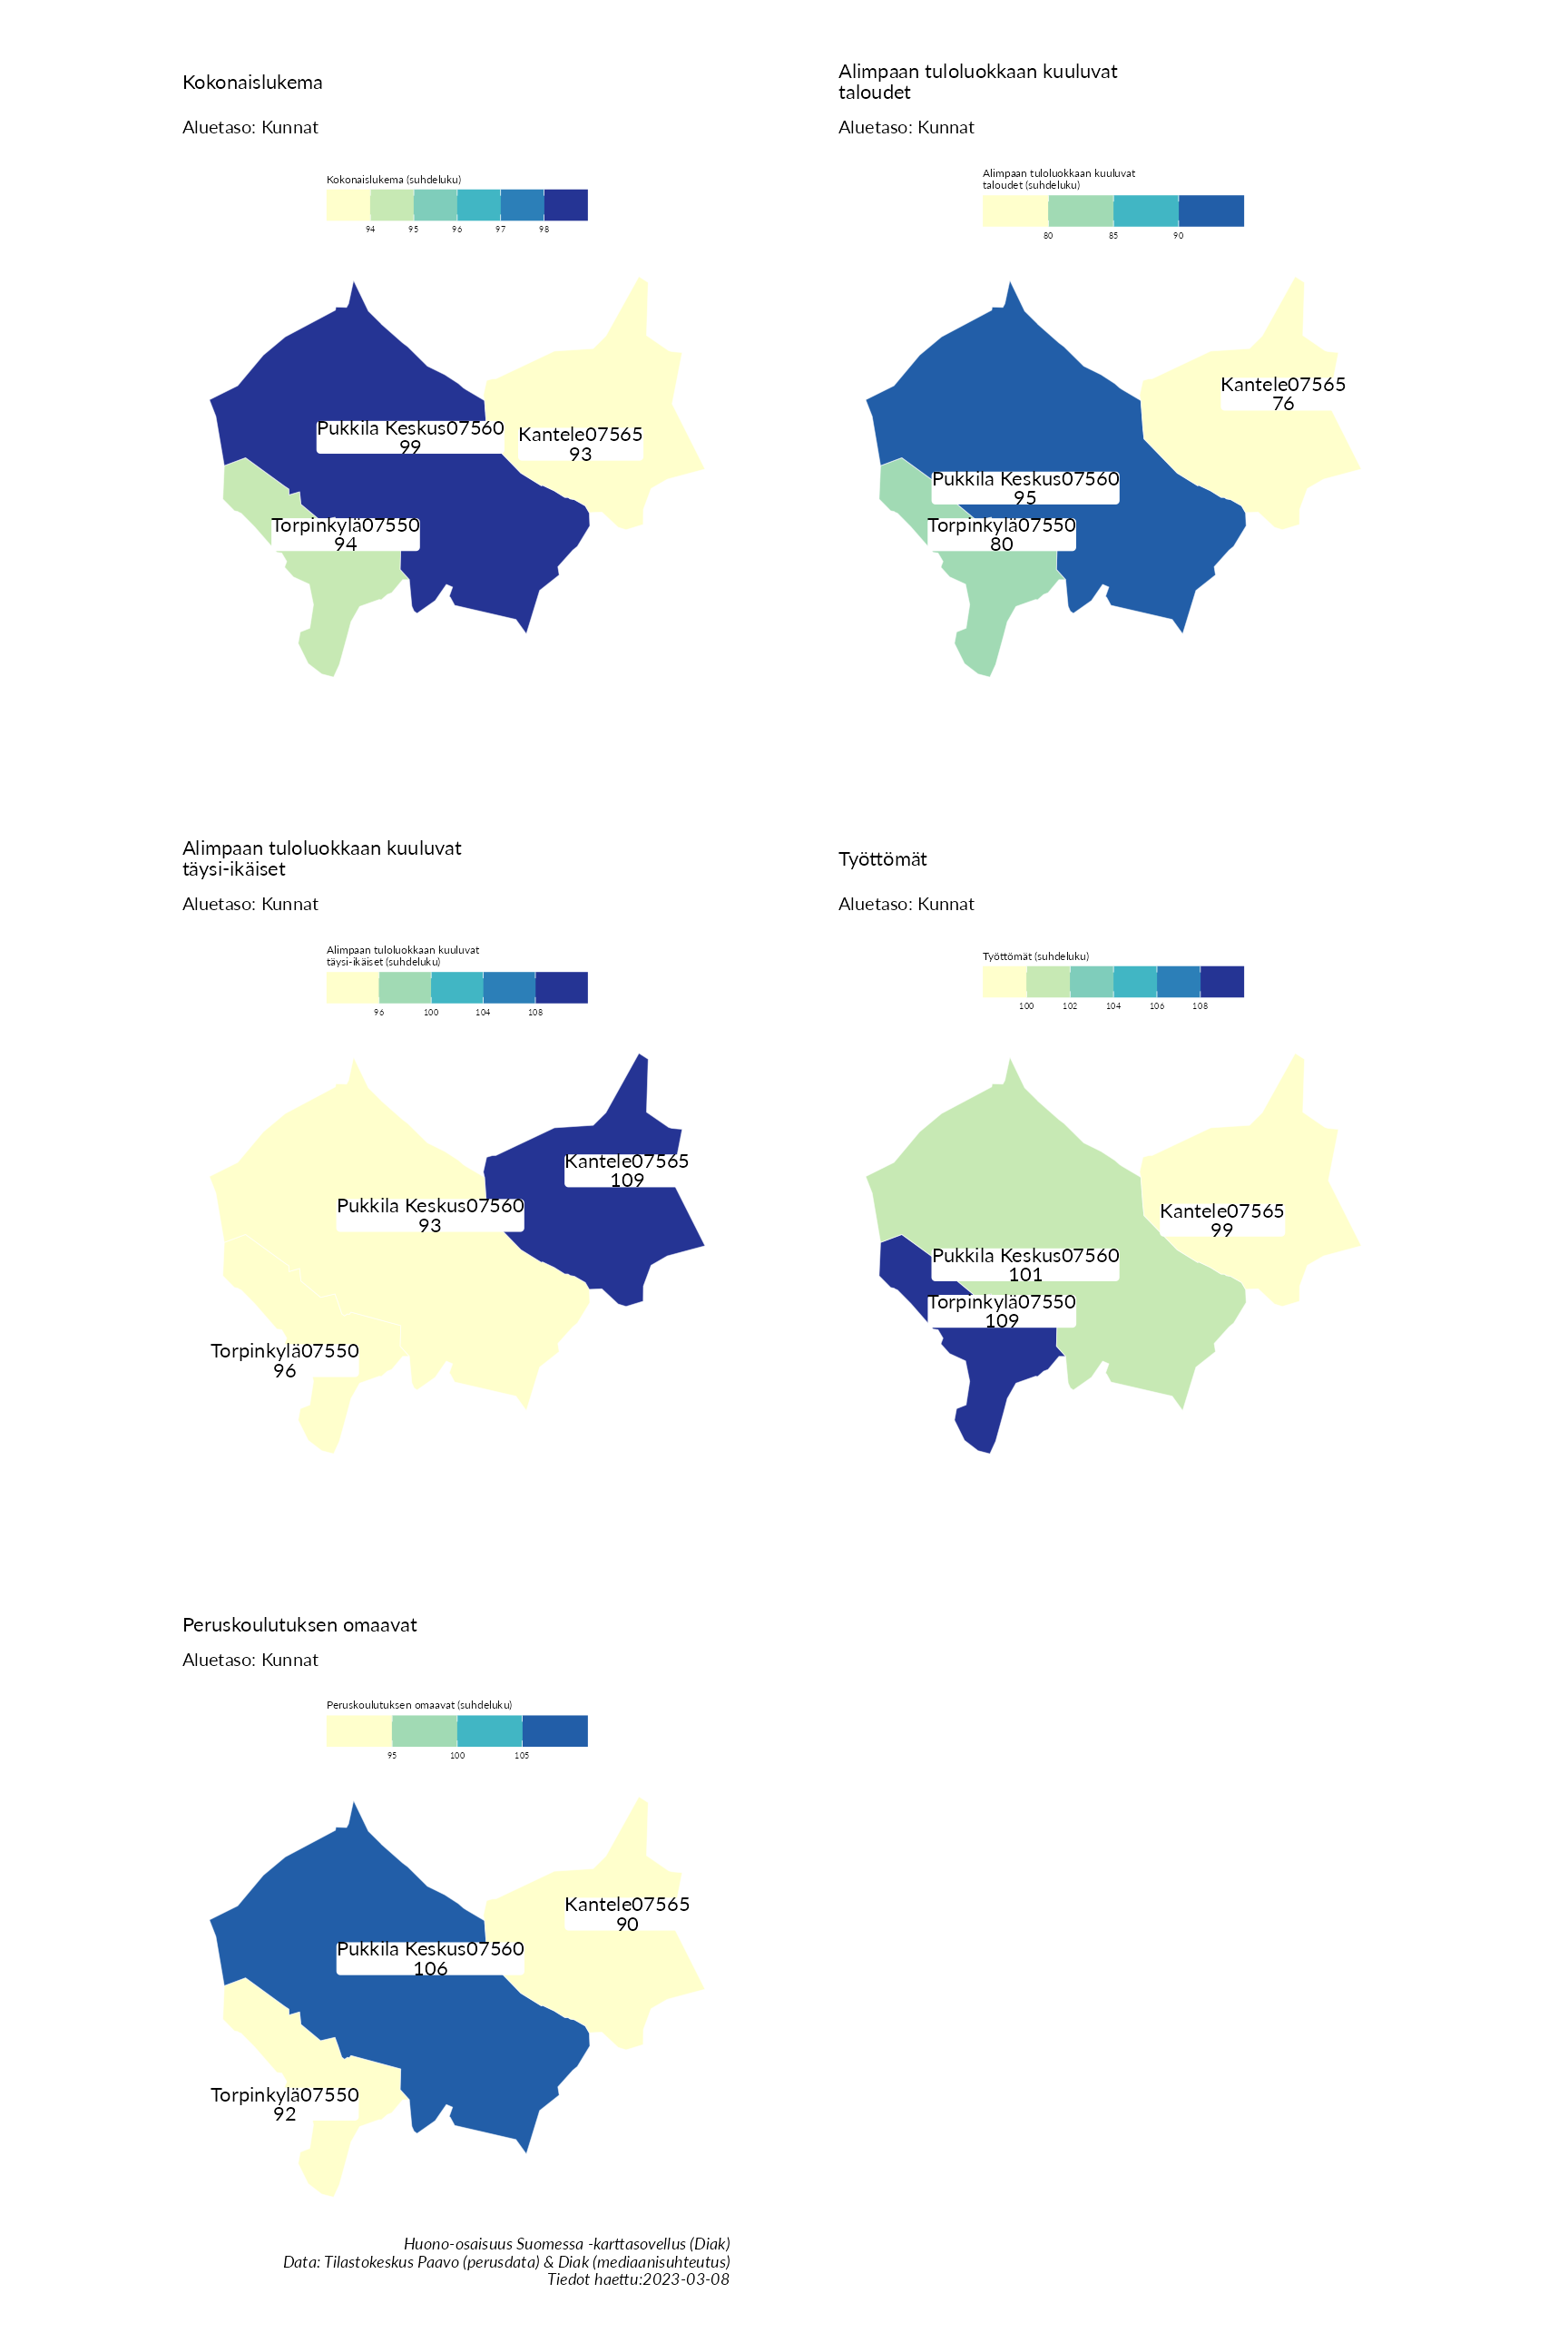 Kokonaislukema
Aluetaso: Kunnat
Kokonaislukema (suhdeluku)
94 95 96 97 98
Pukkila Keskus07560
99
Kantele07565
93
Torpinkylä07550
94
Alimpaan tuloluokkaan kuuluvat
taloudet
Aluetaso: Kunnat
Alimpaan tuloluokkaan kuuluvat
taloudet (suhdeluku)
80 85 90
Kantele07565
76
Pukkila Keskus07560
95
Torpinkylä07550
80
Alimpaan tuloluokkaan kuuluvat
täysi-ikäiset
Aluetaso: Kunnat
Alimpaan tuloluokkaan kuuluvat
täysi-ikäiset (suhdeluku)
96 100 104 108
Kantele07565
109
Pukkila Keskus07560
93
Torpinkylä07550
96
Työttömät
Aluetaso: Kunnat
Työttömät (suhdeluku)
100 102 104 106 108
Kantele07565
99
Pukkila Keskus07560
101
Torpinkylä07550
109
Peruskoulutuksen omaavat
Aluetaso: Kunnat
Peruskoulutuksen omaavat (suhdeluku)
95 100 105
Kantele07565
90
Pukkila Keskus07560
106
Torpinkylä07550
92
Huono-osaisuus Suomessa -karttasovellus (Diak)
Data: Tilastokeskus Paavo (perusdata) & Diak (mediaanisuhteutus)
Tiedot haettu:2023-03-08